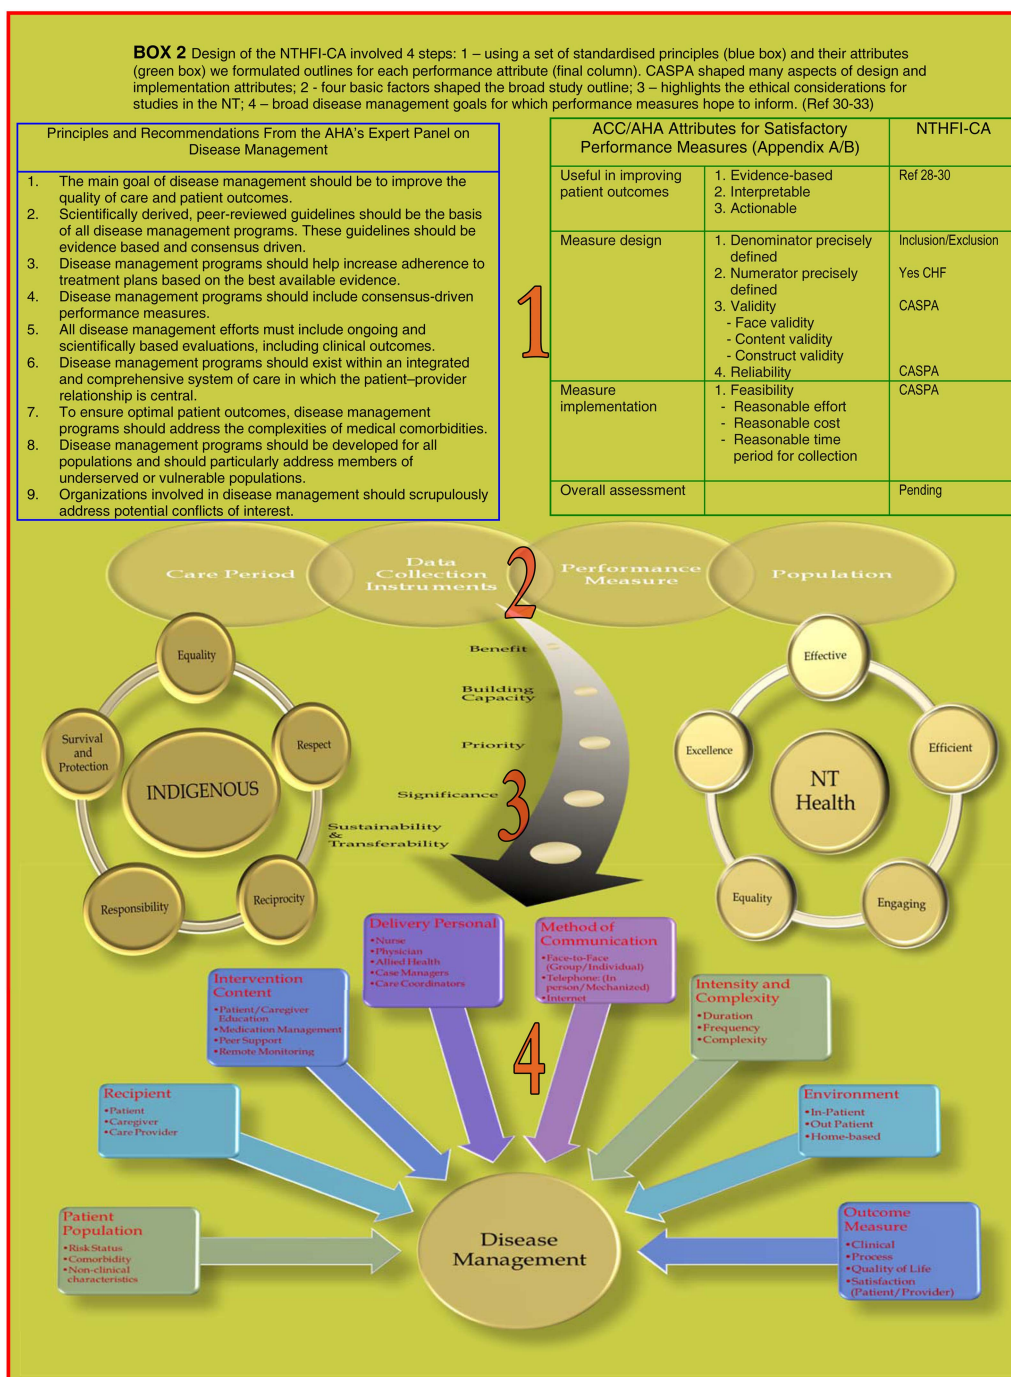 BOX 2 Design of the NTHFI-CA involved 4 steps: 1 – using a set of standardised principles (blue box) and their attributes
(green box) we formulated outlines for each performance attribute (final column). CASPA shaped many aspects of design and
implementation attributes; 2 - four basic factors shaped the broad study outline; 3 – highlights the ethical considerations for
studies in the NT; 4 – broad disease management goals for which performance measures hope to inform. (Ref 30-33)
Principles and Recommendations From the AHA's Expert Panel on
Disease Management
1. The main goal of disease management should be to improve the
quality of care and patient outcomes.
2. Scientifically derived, peer-reviewed guidelines should be the basis
of all disease management programs. These guidelines should be
evidence based and consensus driven.
3. Disease management programs should help increase adherence to
treatment plans based on the best available evidence.
4. Disease management programs should include consensus-driven
performance measures.
5. All disease management efforts must include ongoing and
scientifically based evaluations, including clinical outcomes.
6. Disease management programs should exist within an integrated
and comprehensive system of care in which the patient–provider
relationship is central.
7. To ensure optimal patient outcomes, disease management
programs should address the complexities of medical comorbidities.
8. Disease management programs should be developed for all
populations and should particularly address members of
underserved or vulnerable populations.
9. Organizations involved in disease management should scrupulously
address potential conflicts of interest.
1
ACC/AHA Attributes for Satisfactory
Performance Measures (Appendix A/B)
NTHFI-CA
Useful in improving
patient outcomes
1. Evidence-based
2. Interpretable
3. Actionable
Ref 28-30
Measure design
1. Denominator precisely
defined
Inclusion/Exclusion
2. Numerator precisely
defined
Yes CHF
3. Validity
CASPA
- Face validity
- Content validity
- Construct validity
4. Reliability
CASPA
Measure
implementation
1. Feasibility
CASPA
- Reasonable effort
- Reasonable cost
- Reasonable time
period for collection
Overall assessment
Pending
Care Period
Data
Collection
Instruments
2
Performance
Measure
Population
Equality
Respect
Reciprocity
Responsibility
Survival
and
Protection
INDIGENOUS
Benefit
Building
Capacity
Priority
Significance
Sustainability
&
Transferability
3
Effective
Efficient
Engaging
Equality
Excellence
NT
Health
4
Patient
Population
•Risk Status
•Comorbidity
•Non-clinical
characteristics
Recipient
•Patient
•Caregiver
•Care Provider
Intervention
Content
•Patient/Caregiver
Education
•Medication Management
•Peer Support
•Remote Monitoring
Delivery Personal
•Nurse
•Physician
•Allied Health
•Case Managers
•Care Coordinators
Method of
Communication
•Face-to-Face
(Group/Individual)
•Telephone: (In
person/Mechanized)
•Internet
Intensity and
Complexity
•Duration
•Frequency
•Complexity
Environment
•In-Patient
•Out Patient
•Home-based
Outcome
Measure
•Clinical
•Process
•Quality of Life
•Satisfaction
(Patient/Provider)
Disease
Management